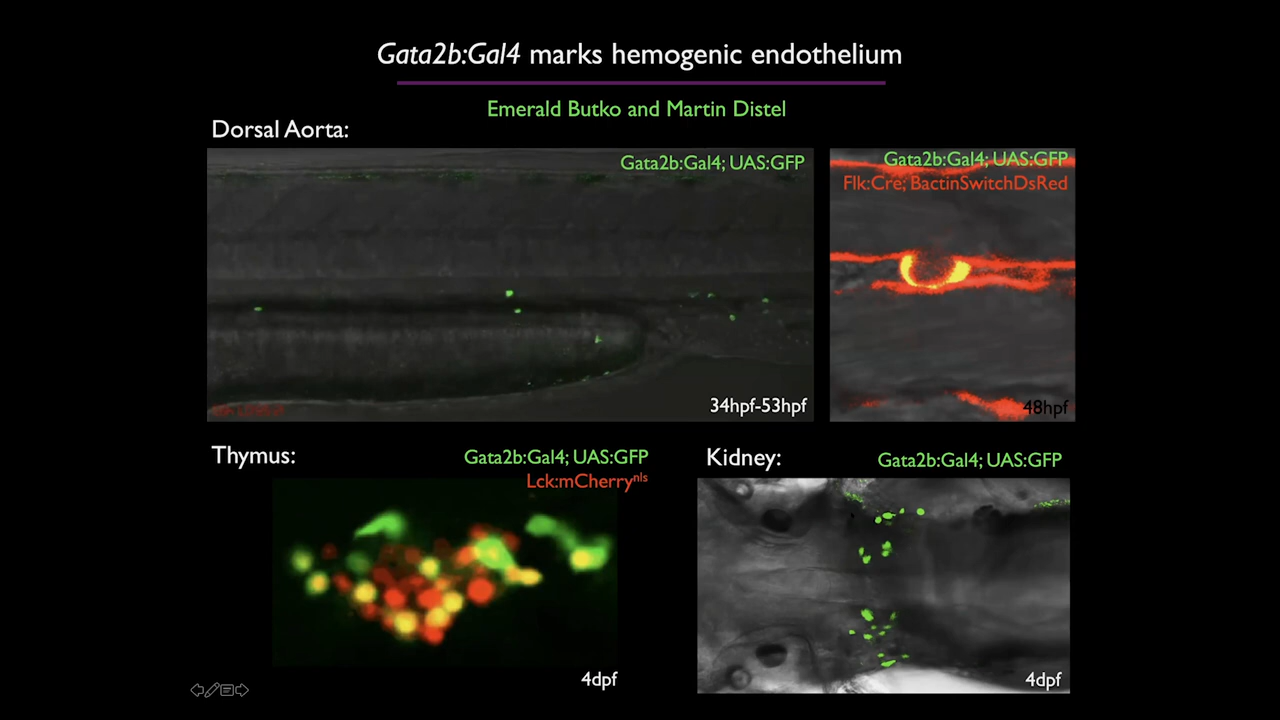 Gata2b:Gal4 marks hemogenic endothelium
Emerald Butko and Martin Distel
Dorsal Aorta:
Gata2b:Gal4; UAS:GFP
34hpf-53hpf
Gata2b:Gal4; UAS:GFP
Flk:Cre; BactinSwitchDsRed
48hpf
Thymus:
Gata2b:Gal4; UAS:GFP
Lck:mCherrynls
4dpf
Kidney:
Gata2b:Gal4; UAS:GFP
4dpf